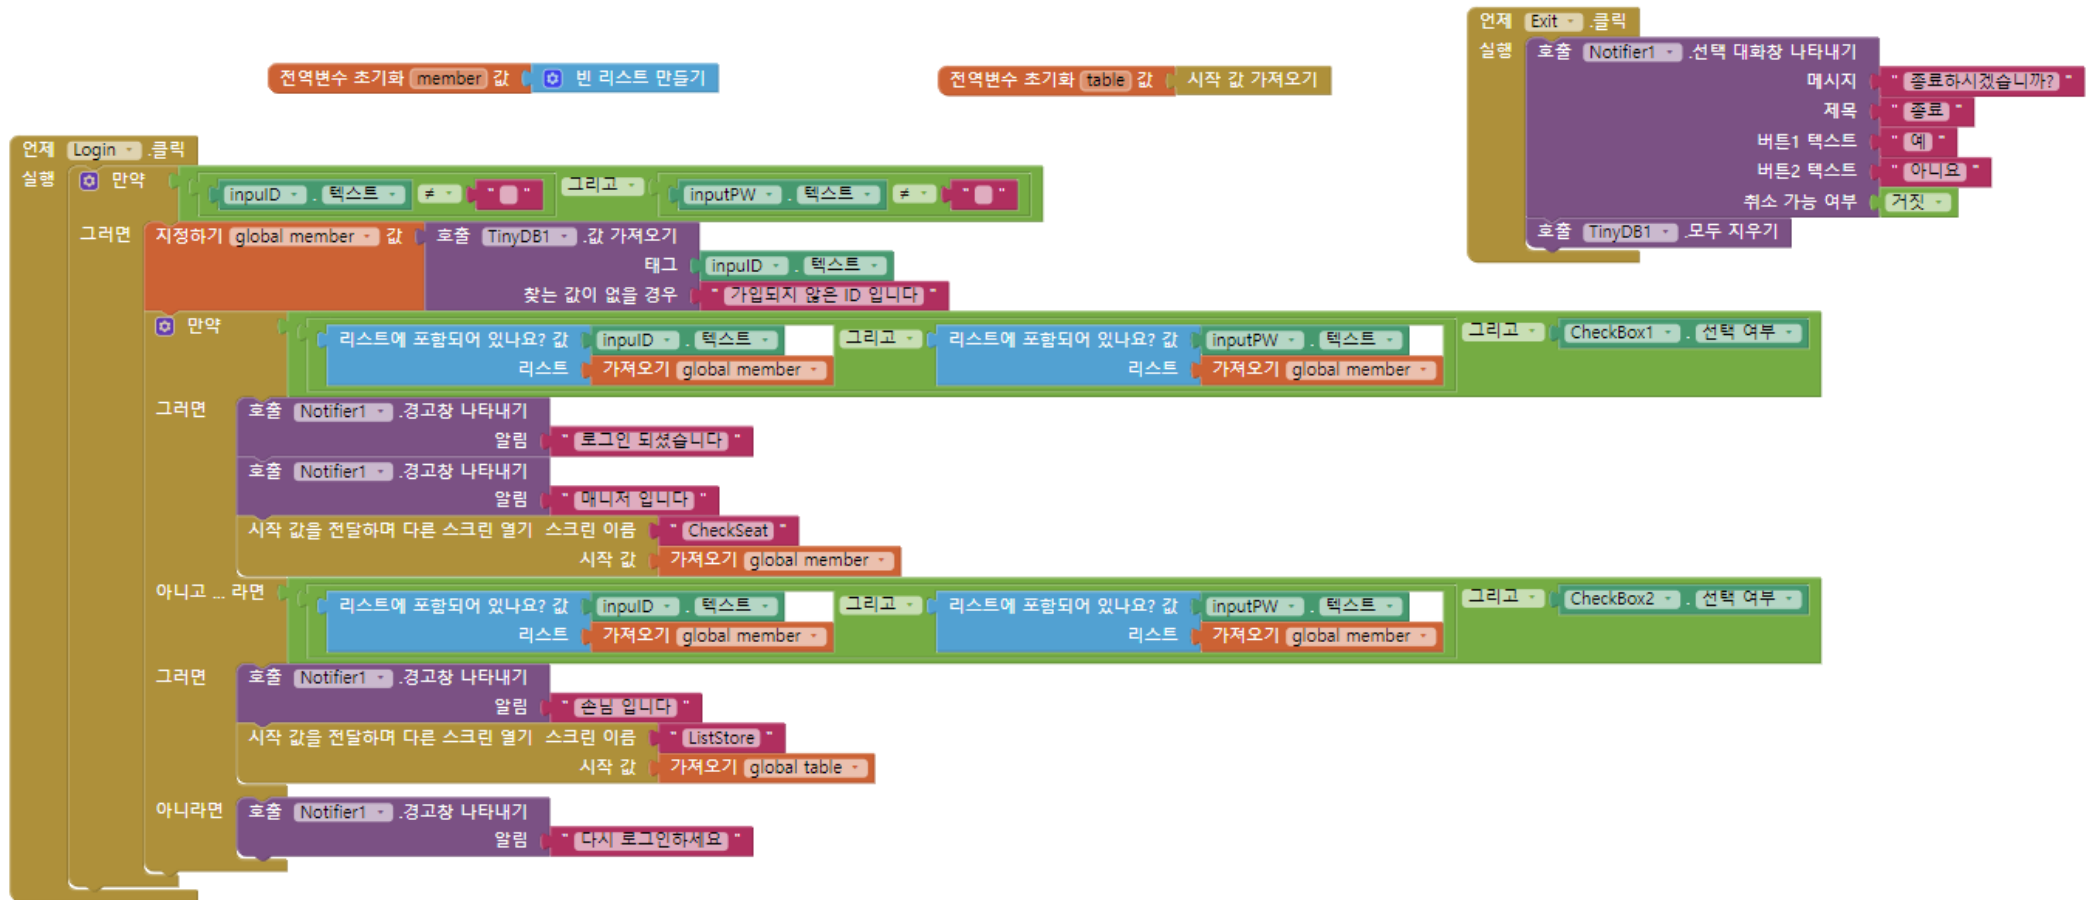 전역변수 초기화 member 값 빈 리스트 만들기
전역변수 초기화 table 값 시작 값 가져오기
언제 Exit .클릭
실행 호출 Notifier1 .선택 대화창 나타내기
메시지 " 종료하시겠습니까? "
제목 " 종료 "
버튼1 텍스트 " 예 "
버튼2 텍스트 " 아니요 "
취소 가능 여부 거짓
호출 TinyDB1 .모두 지우기
언제 Login .클릭
실행 만약 inpuID . 텍스트 ≠ " " 그리고 inputPW . 텍스트 ≠ " "
그러면 지정하기 global member 값 호출 TinyDB1 .값 가져오기
태그 inpuID . 텍스트
찾는 값이 없을 경우 " 가입되지 않은 ID 입니다 "
만약 리스트에 포함되어 있나요? 값 inpuID . 텍스트 그리고 리스트에 포함되어 있나요? 값 inputPW . 텍스트 그리고 CheckBox1 . 선택 여부
리스트 가져오기 global member 리스트 가져오기 global member
그러면 호출 Notifier1 .경고창 나타내기
알림 " 로그인 되셨습니다 "
호출 Notifier1 .경고창 나타내기
알림 " 매니저 입니다 "
시작 값을 전달하며 다른 스크린 열기 스크린 이름 " CheckSeat "
시작 값 가져오기 global member
아니고 ... 라면 리스트에 포함되어 있나요? 값 inpuID . 텍스트 그리고 리스트에 포함되어 있나요? 값 inputPW . 텍스트 그리고 CheckBox2 . 선택 여부
리스트 가져오기 global member 리스트 가져오기 global member
그러면 호출 Notifier1 .경고창 나타내기
알림 " 손님 입니다 "
시작 값을 전달하며 다른 스크린 열기 스크린 이름 " ListStore "
시작 값 가져오기 global table
아니라면 호출 Notifier1 .경고창 나타내기
알림 " 다시 로그인하세요 "